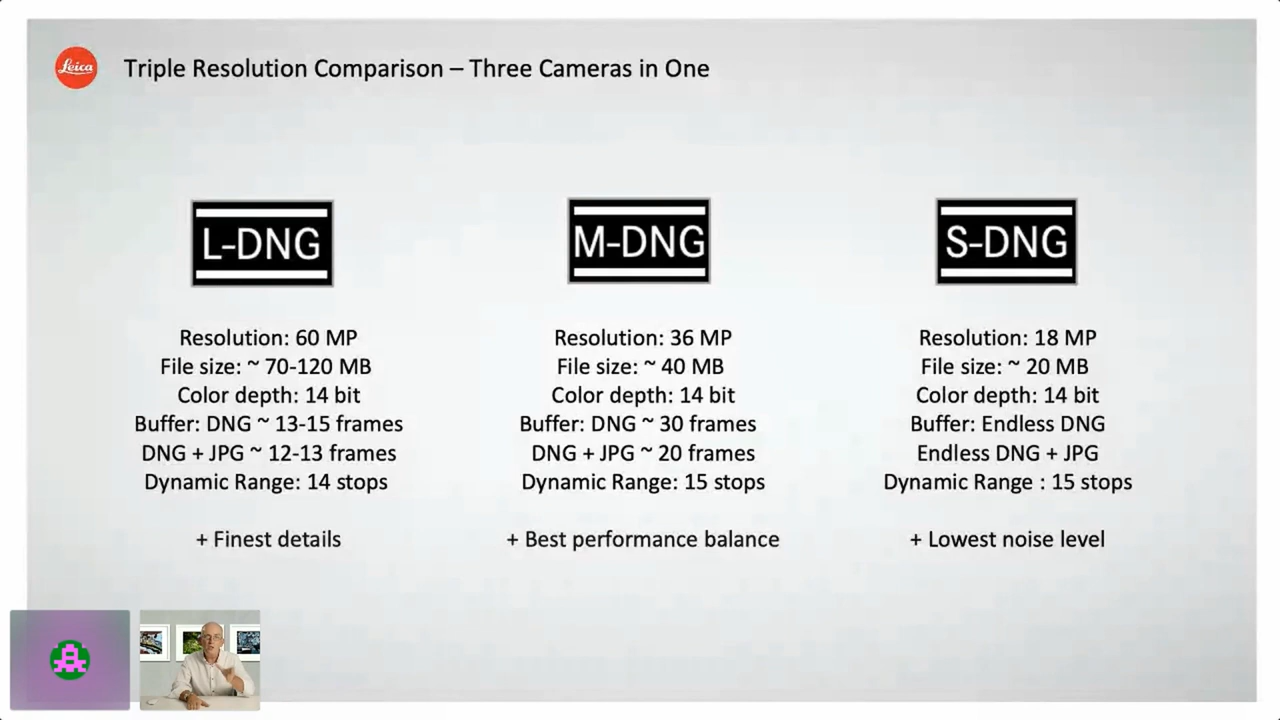 Leica
Triple Resolution Comparison – Three Cameras in One
L-DNG
Resolution: 60 MP
File size: ~ 70-120 MB
Color depth: 14 bit
Buffer: DNG ~ 13-15 frames
DNG + JPG ~ 12-13 frames
Dynamic Range: 14 stops
+ Finest details
M-DNG
Resolution: 36 MP
File size: ~ 40 MB
Color depth: 14 bit
Buffer: DNG ~ 30 frames
DNG + JPG ~ 20 frames
Dynamic Range: 15 stops
+ Best performance balance
S-DNG
Resolution: 18 MP
File size: ~ 20 MB
Color depth: 14 bit
Buffer: Endless DNG
Endless DNG + JPG
Dynamic Range : 15 stops
+ Lowest noise level